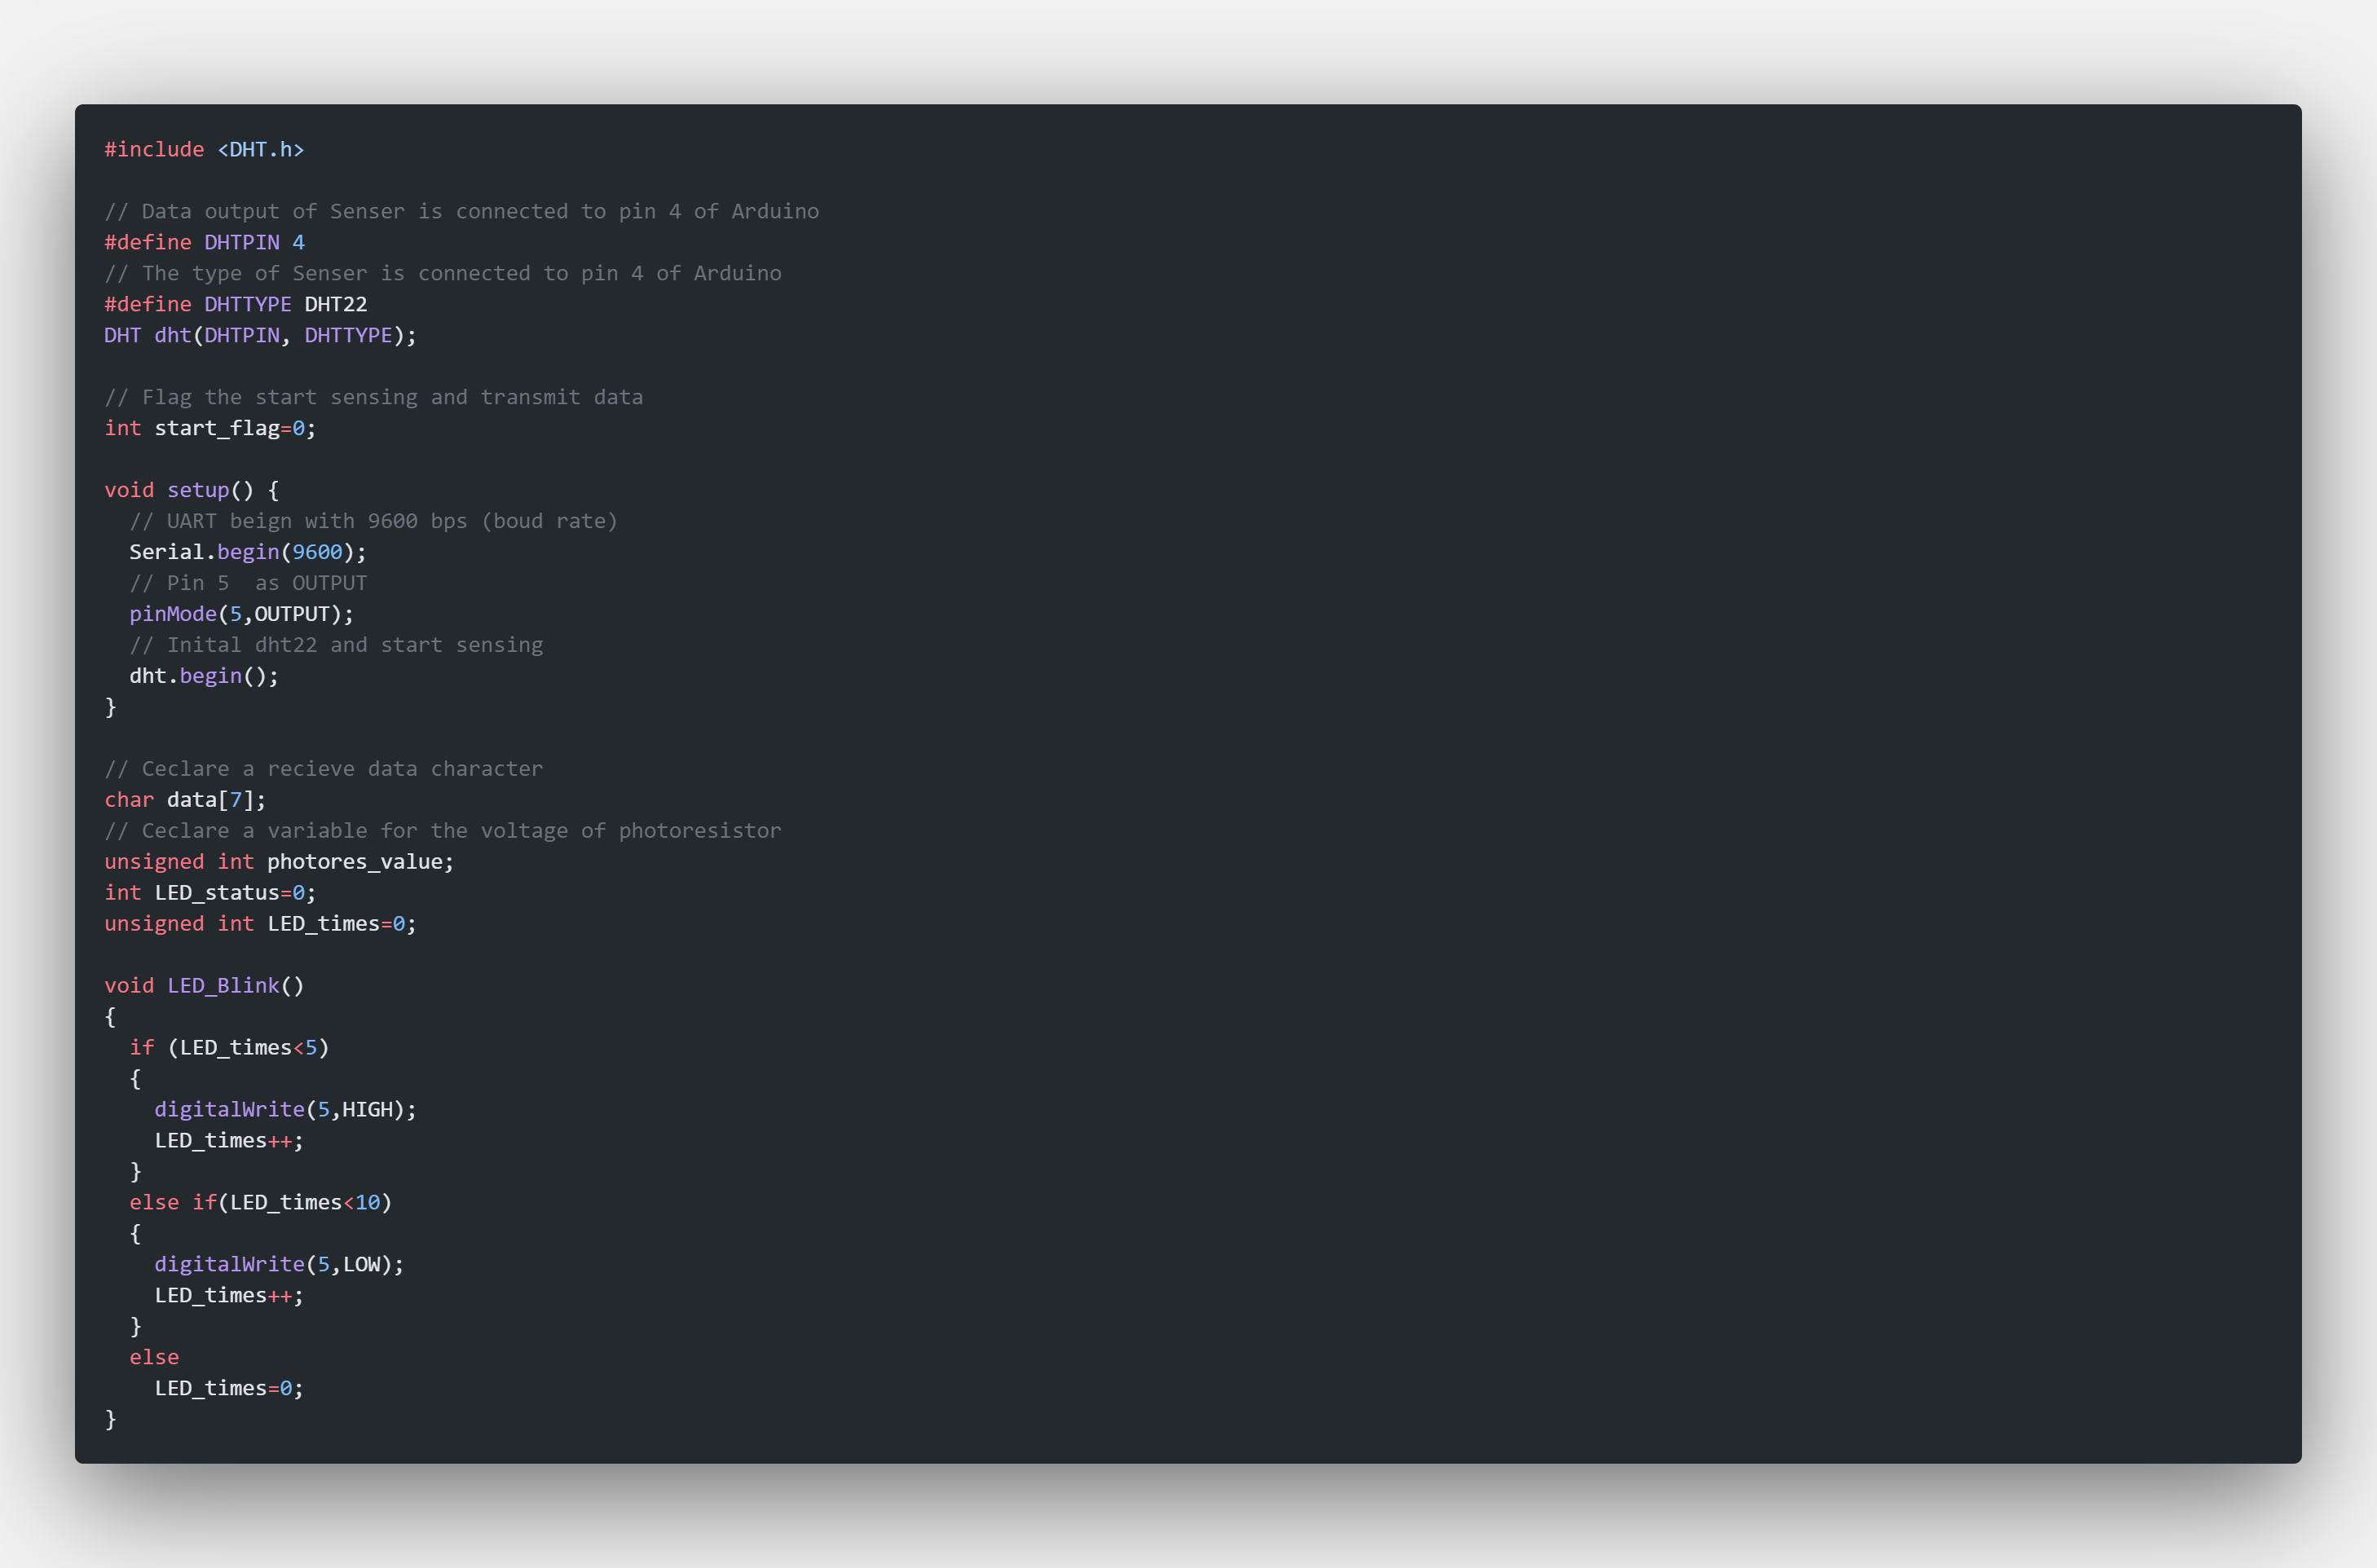 #include <DHT.h>

// Data output of Senser is connected to pin 4 of Arduino
#define DHTPIN 4
// The type of Senser is connected to pin 4 of Arduino
#define DHTTYPE DHT22
DHT dht(DHTPIN, DHTTYPE);

// Flag the start sensing and transmit data
int start_flag=0;

void setup() {
  // UART beign with 9600 bps (boud rate)
  Serial.begin(9600);
  // Pin 5  as OUTPUT
  pinMode(5,OUTPUT);
  // Inital dht22 and start sensing
  dht.begin();
}

// Ceclare a recieve data character
char data[7];
// Ceclare a variable for the voltage of photoresistor
unsigned int photores_value;
int LED_status=0;
unsigned int LED_times=0;

void LED_Blink()
{
  if (LED_times<5)
  {
    digitalWrite(5,HIGH);
    LED_times++;
  }
  else if(LED_times<10)
  {
    digitalWrite(5,LOW);
    LED_times++;
  }
  else
    LED_times=0;
}